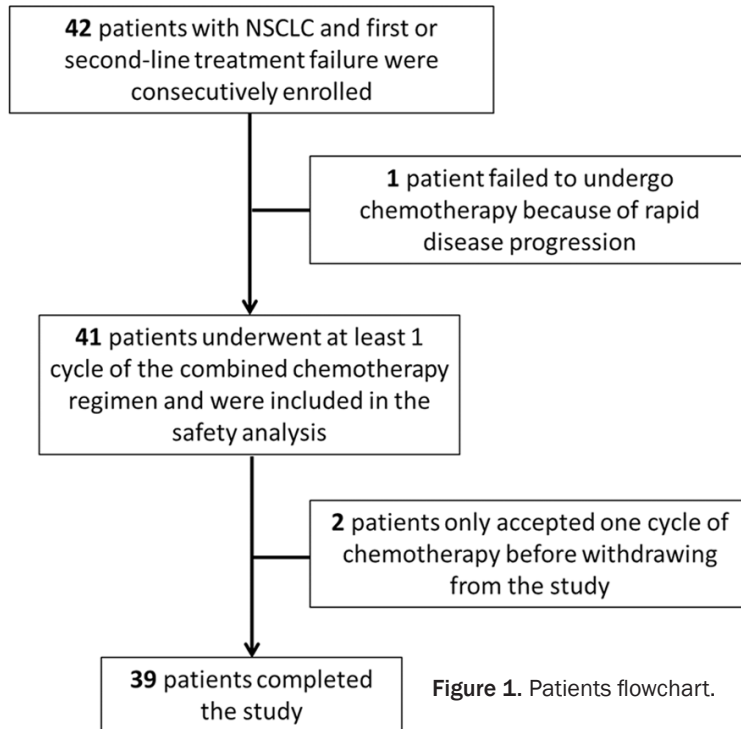 42 patients with NSCLC and first or
second-line treatment failure were
consecutively enrolled
1 patient failed to undergo
chemotherapy because of rapid
disease progression
41 patients underwent at least 1
cycle of the combined chemotherapy
regimen and were included in the
safety analysis
2 patients only accepted one cycle of
chemotherapy before withdrawing
from the study
39 patients completed
the study
Figure 1. Patients flowchart.